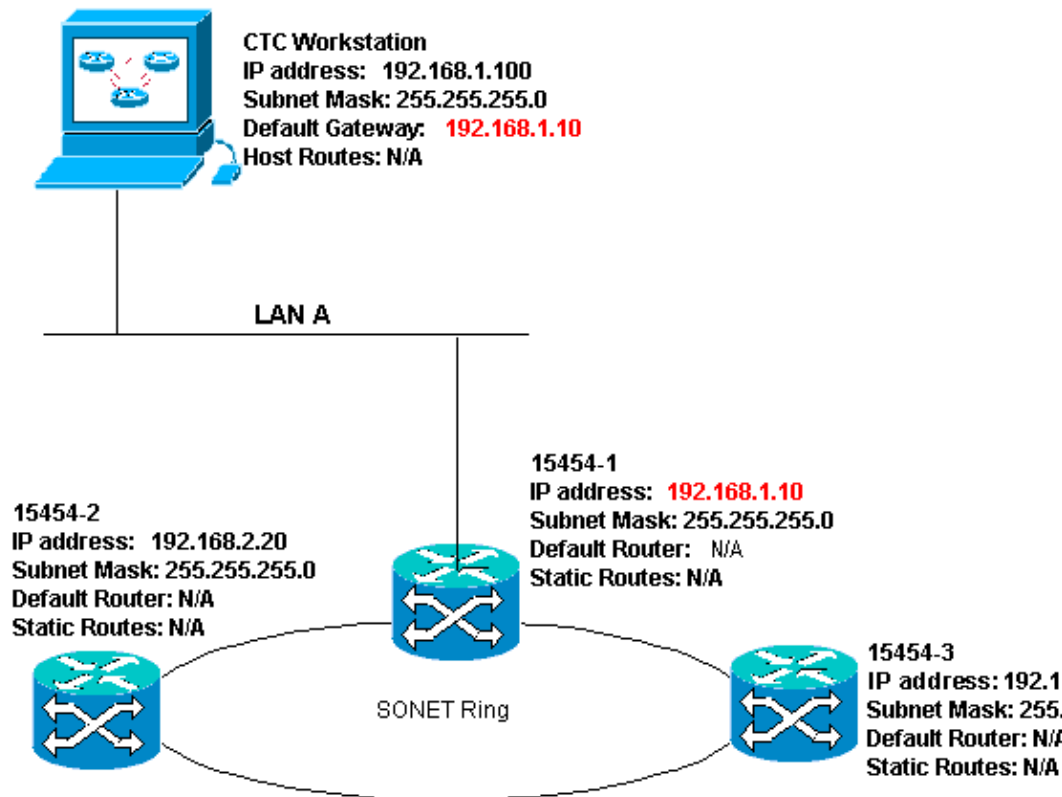 CTC Workstation
IP address: 192.168.1.100
Subnet Mask: 255.255.255.0
Default Gateway: 192.168.1.10
Host Routes: N/A
LAN A
15454-1
IP address: 192.168.1.10
Subnet Mask: 255.255.255.0
Default Router: N/A
Static Routes: N/A
15454-2
IP address: 192.168.2.20
Subnet Mask: 255.255.255.0
Default Router: N/A
Static Routes: N/A
SONET Ring
15454-3
IP address: 192.1
Subnet Mask: 255.
Default Router: N/A
Static Routes: N/A